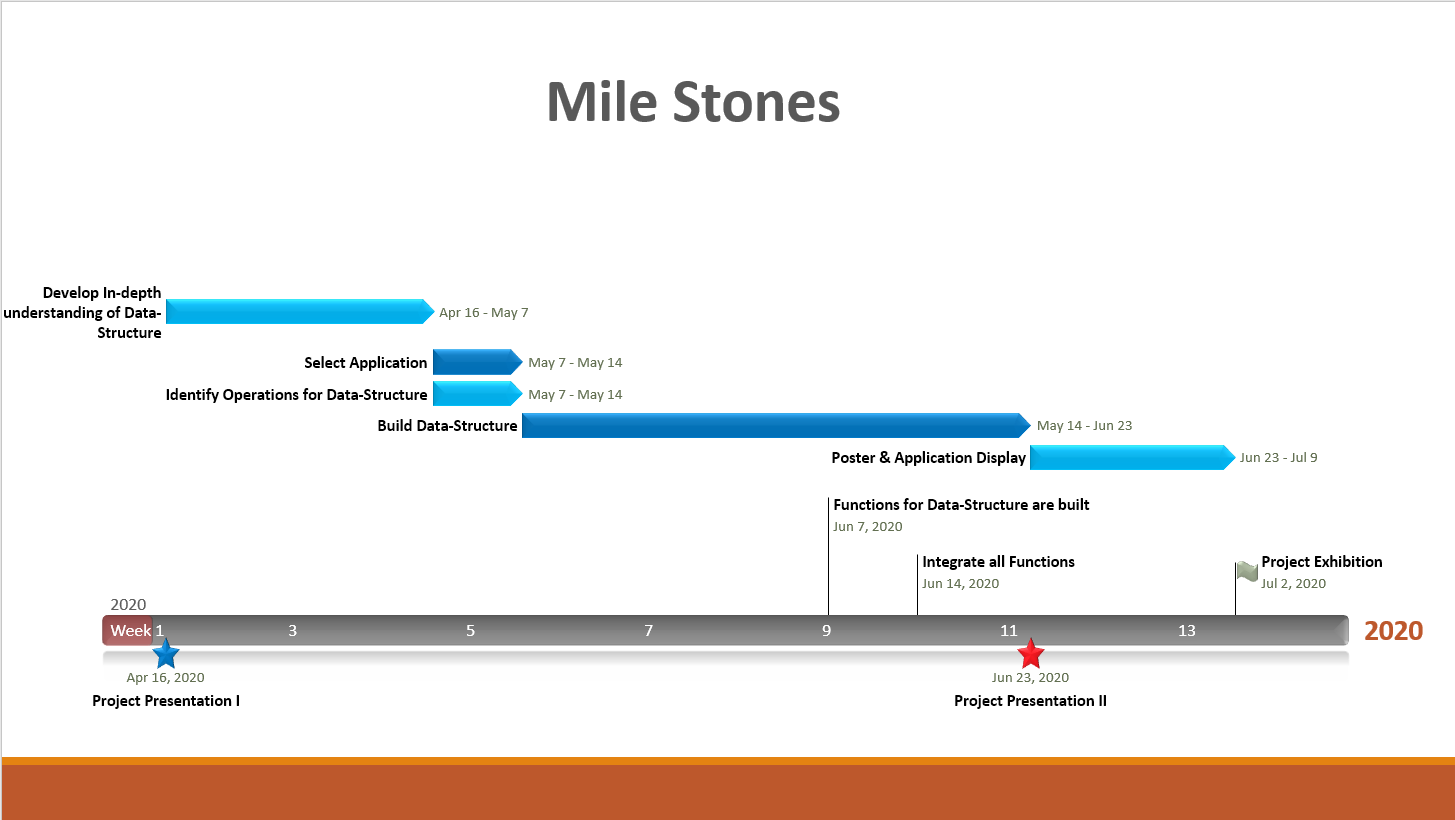 Mile Stones
Develop In-depth
understanding of Data-
Structure
Apr 16 - May 7
Select Application
May 7 - May 14
Identify Operations for Data-Structure
May 7 - May 14
Build Data-Structure
May 14 - Jun 23
Poster & Application Display
Jun 23 - Jul 9
Functions for Data-Structure are built
Jun 7, 2020
Integrate all Functions
Jun 14, 2020
Project Exhibition
Jul 2, 2020
2020
Week 1 3 5 7 9 11 13
2020
Apr 16, 2020
Project Presentation I
Jun 23, 2020
Project Presentation II